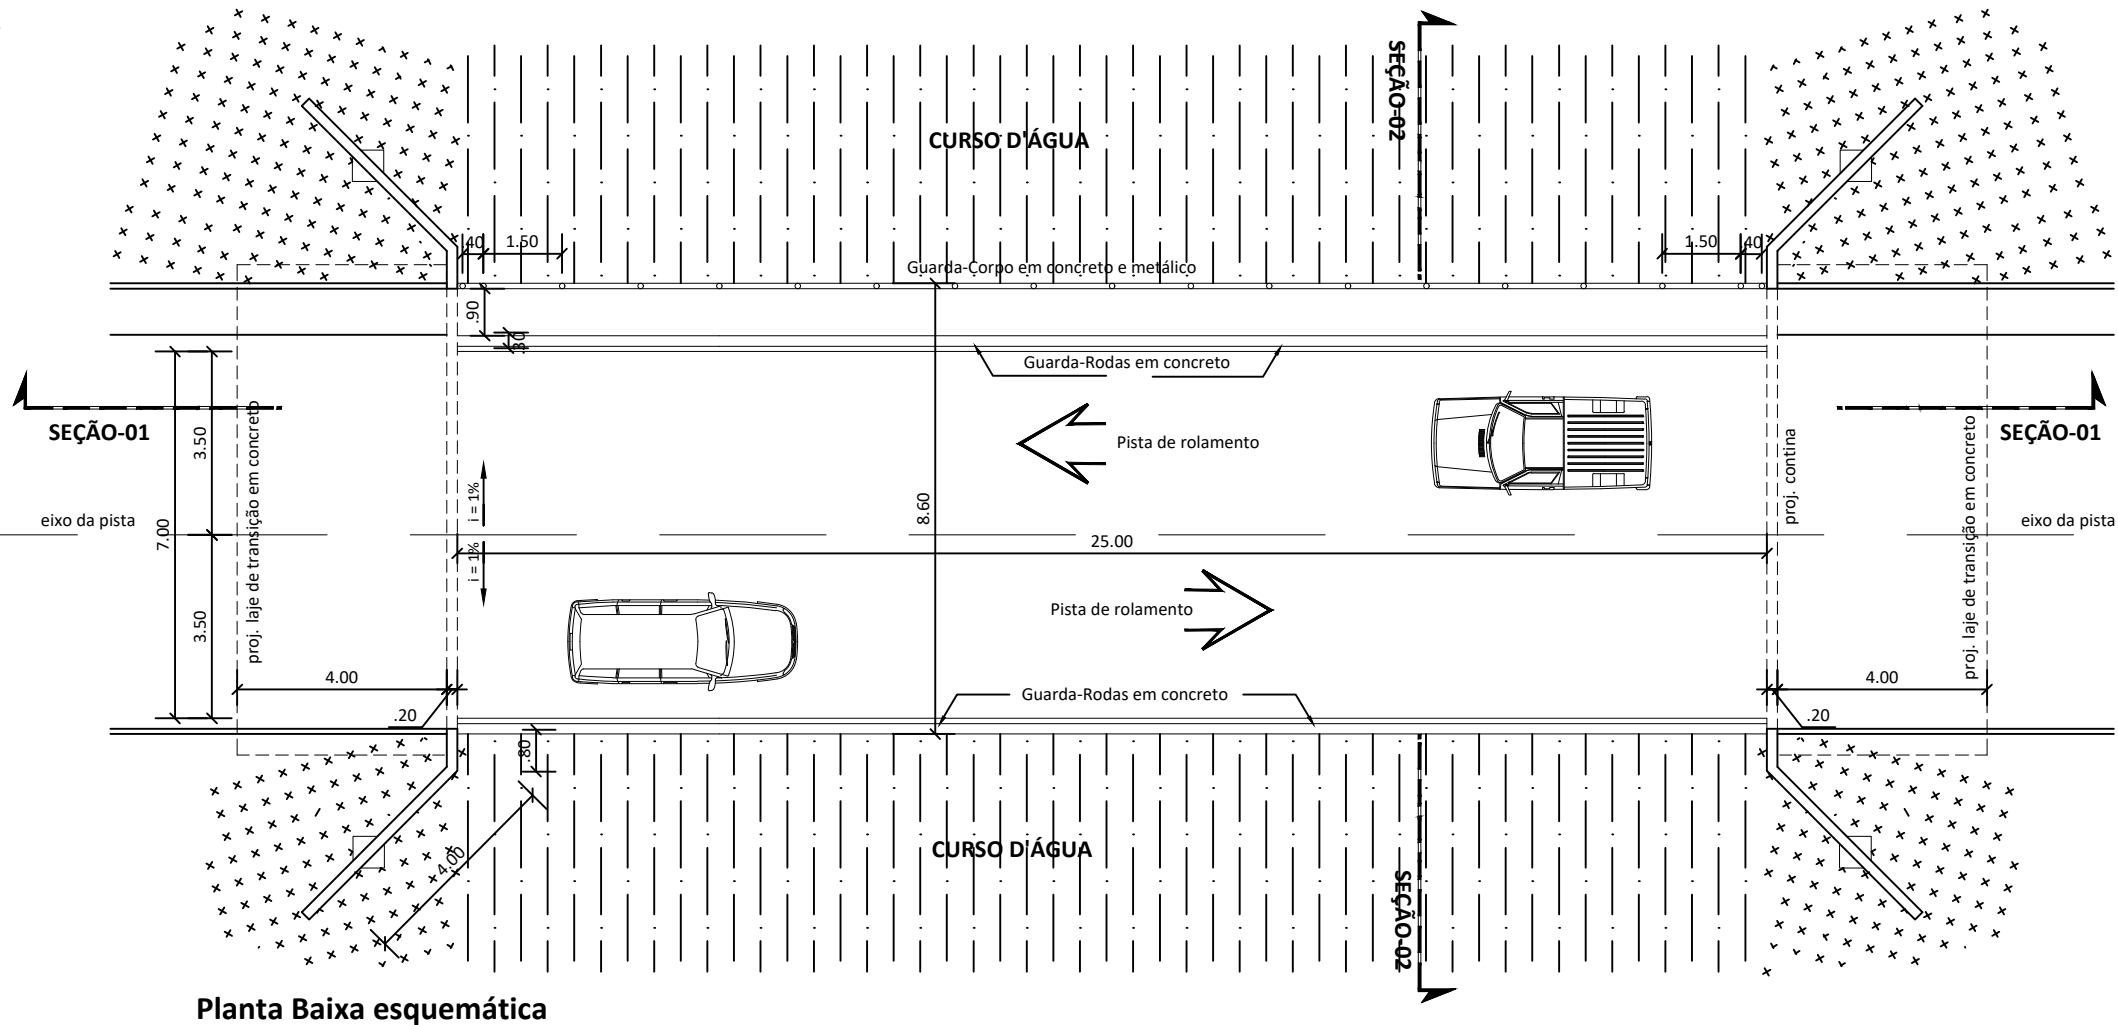 SEÇÃO-02
CURSO D'ÁGUA
.40
1.50
1.50
.40
Guarda-Corpo em concreto e metálico
.90
.30
Guarda-Rodas em concreto
SEÇÃO-01
3.50
proj. laje de transição em concreto
Pista de rolamento
proj. contina
proj. laje de transição em concreto
SEÇÃO-01
eixo da pista
7.00
i = 1%
8.60
eixo da pista
i = 1%
25.00
3.50
Pista de rolamento
4.00
.20
Guarda-Rodas em concreto
4.00
.20
.80
4.00
CURSO D'ÁGUA
SEÇÃO-02
Planta Baixa esquemática